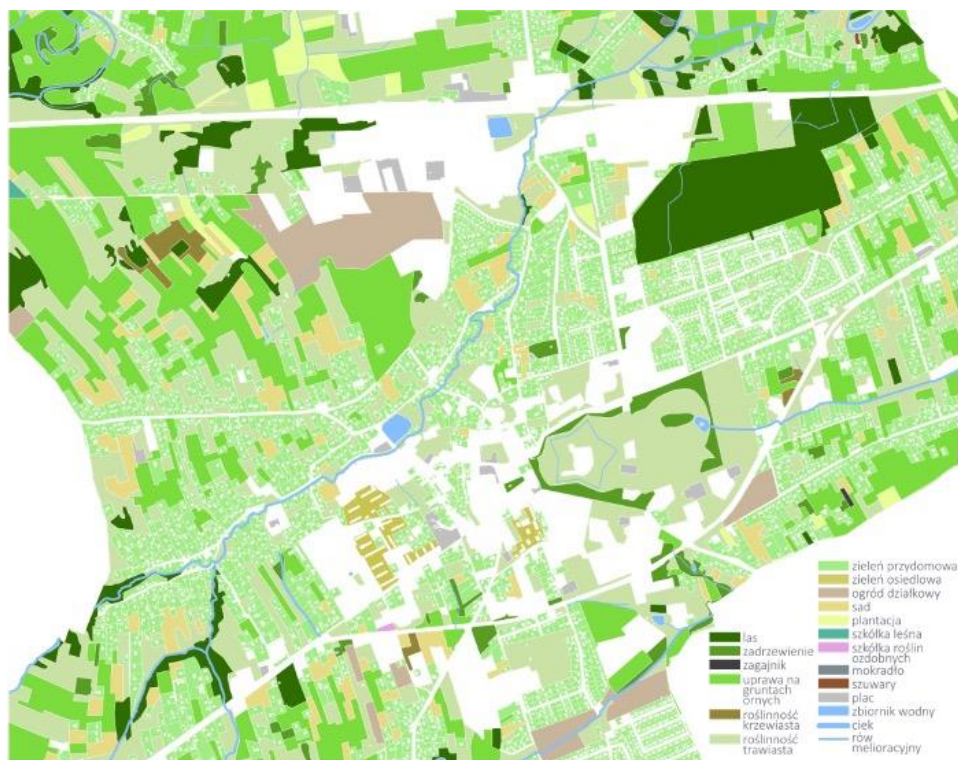 las
zadrzewienie
zagajnik
uprawa na
gruntach
ornych
roślinność
krzewiasta
roślinność
trawiasta
zieleń przydomowa
zieleń osiedlowa
ogród działkowy
sad
plantacja
szkółka leśna
szkółka roślin
ozdobnych
mokradło
szuwary
plac
zbiornik wodny
ciek
rów
melioracyjny